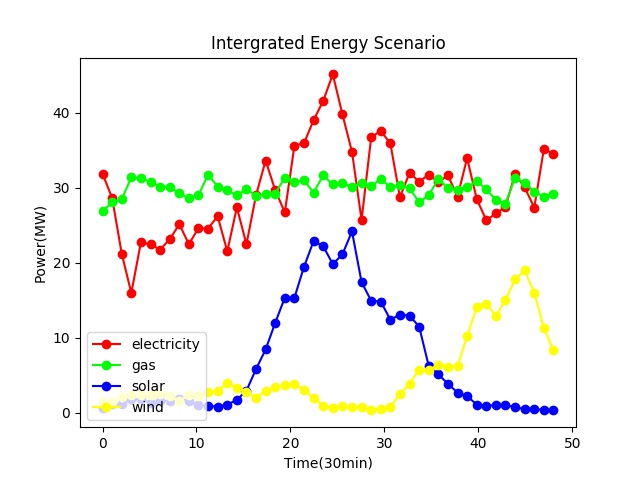 Intergrated Energy Scenario
Power(MW)
40
30
20
10
0
electricity
gas
solar
wind
0 10 20 30 40 50
Time(30min)